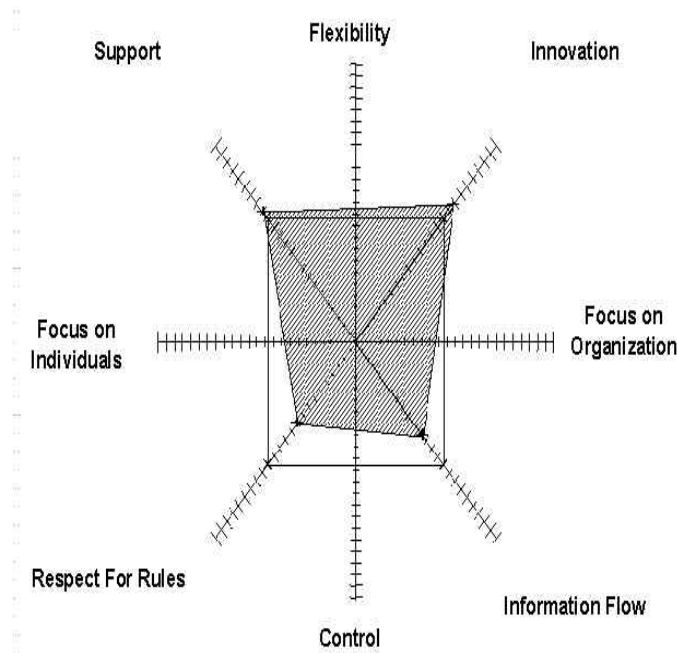 Flexibility
Support
Innovation
Focus on
Individuals
Focus on
Organization
Respect For Rules
Information Flow
Control